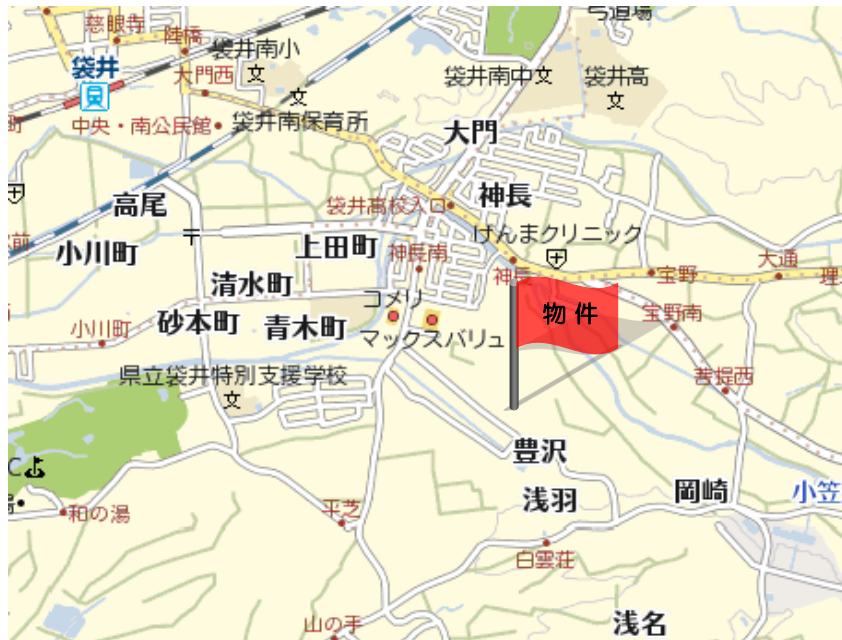 慈眼寺
陸橋
弓道場
袋井南小
袋井
大門西
袋井南中
袋井高
中央・南公民館
袋井南保育所
大門
高尾
袋井高校入口
神長
小川町
上田町
神長南
げんまクリニック
清水町
神長
宝野
大通
コメリ
物件
小川町
砂本町
青木町
マックスバリュ
宝野南
県立袋井特別支援学校
菩提西
豊沢
C
岡崎
小笠
浅羽
和の湯
平芝
白雲荘
山の手
浅名